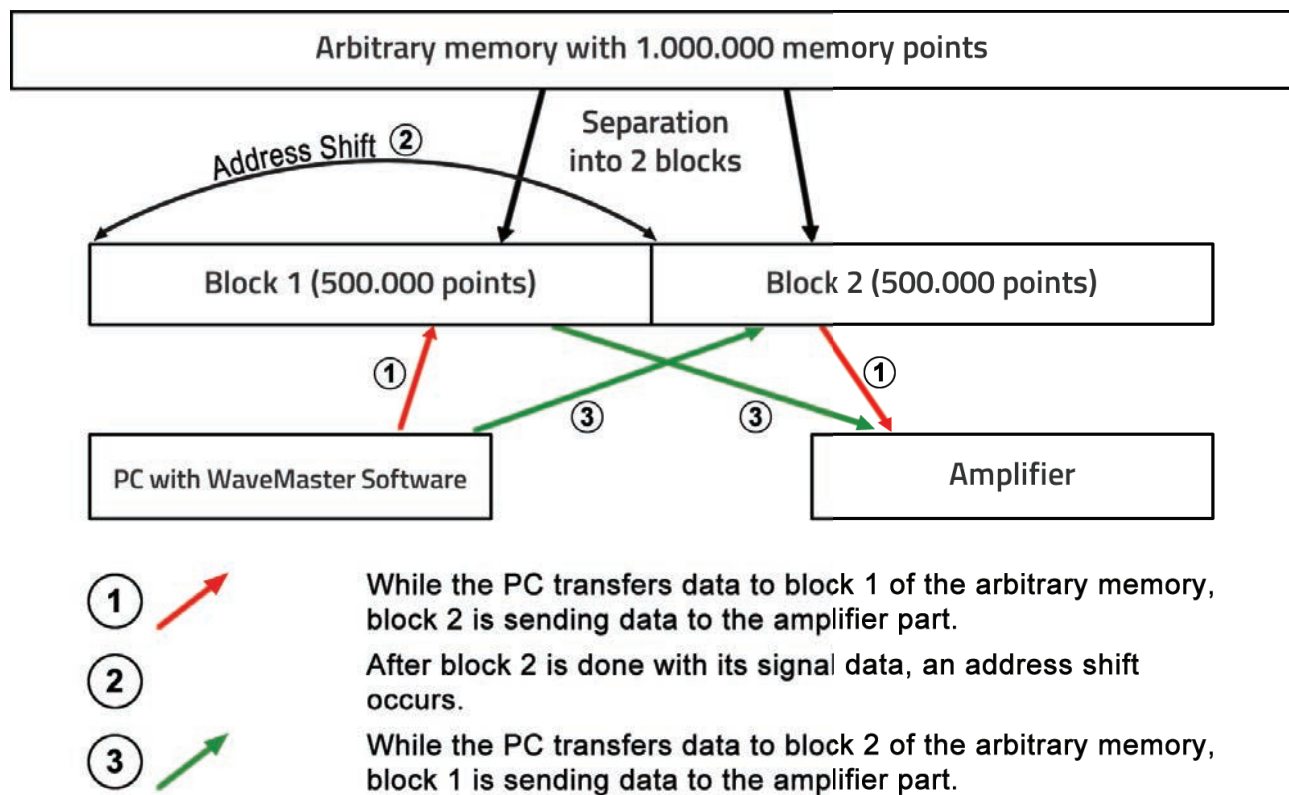 Arbitrary memory with 1.000.000 memory points
Separation
into 2 blocks
Address Shift 2
Block 1 (500.000 points)
Block 2 (500.000 points)
1
1
3
3
PC with WaveMaster Software
Amplifier
1
While the PC transfers data to block 1 of the arbitrary memory,
block 2 is sending data to the amplifier part.
2
After block 2 is done with its signal data, an address shift
occurs.
3
While the PC transfers data to block 2 of the arbitrary memory,
block 1 is sending data to the amplifier part.